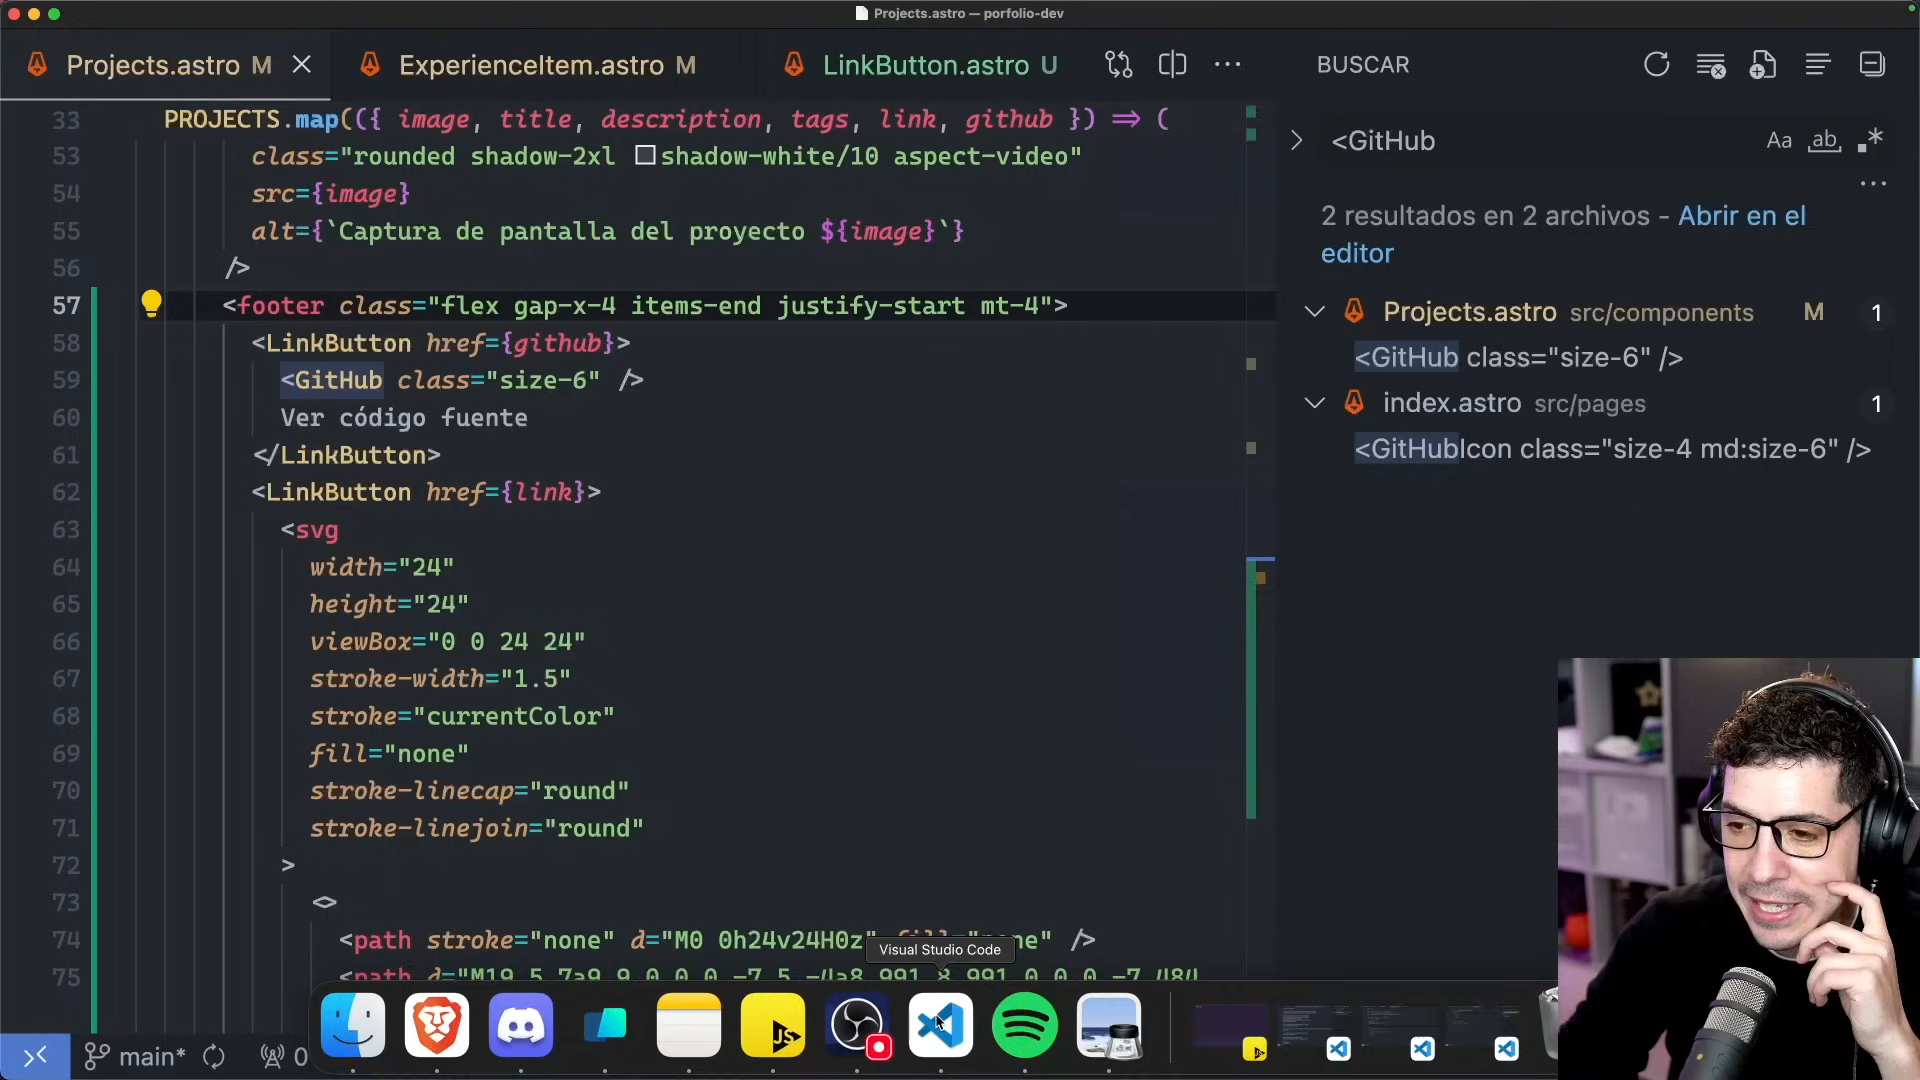 Projects.astro — porfolio-dev
Projects.astro M
ExperienceItem.astro M
LinkButton.astro U
BUSCAR
33 PROJECTS.map(({ image, title, description, tags, link, github }) => (
53 class="rounded shadow-2xl shadow-white/10 aspect-video"
54 src={image}
55 alt={`Captura de pantalla del proyecto ${image}`}
56 />
57 <footer class="flex gap-x-4 items-end justify-start mt-4">
58 <LinkButton href={github}>
59 <GitHub class="size-6" />
60 Ver código fuente
61 </LinkButton>
62 <LinkButton href={link}>
63 <svg
64 width="24"
65 height="24"
66 viewBox="0 0 24 24"
67 stroke-width="1.5"
68 stroke="currentColor"
69 fill="none"
70 stroke-linecap="round"
71 stroke-linejoin="round"
72 >
73 <>
74 <path stroke="none" d="M0 0h24v24H0z" />
75
Visual Studio Code
main*
0
<GitHub
Aa ab .*
2 resultados en 2 archivos - Abrir en el
editor
Projects.astro src/components M 1
<GitHub class="size-6" />
index.astro src/pages 1
<GitHubIcon class="size-4 md:size-6" />
JS